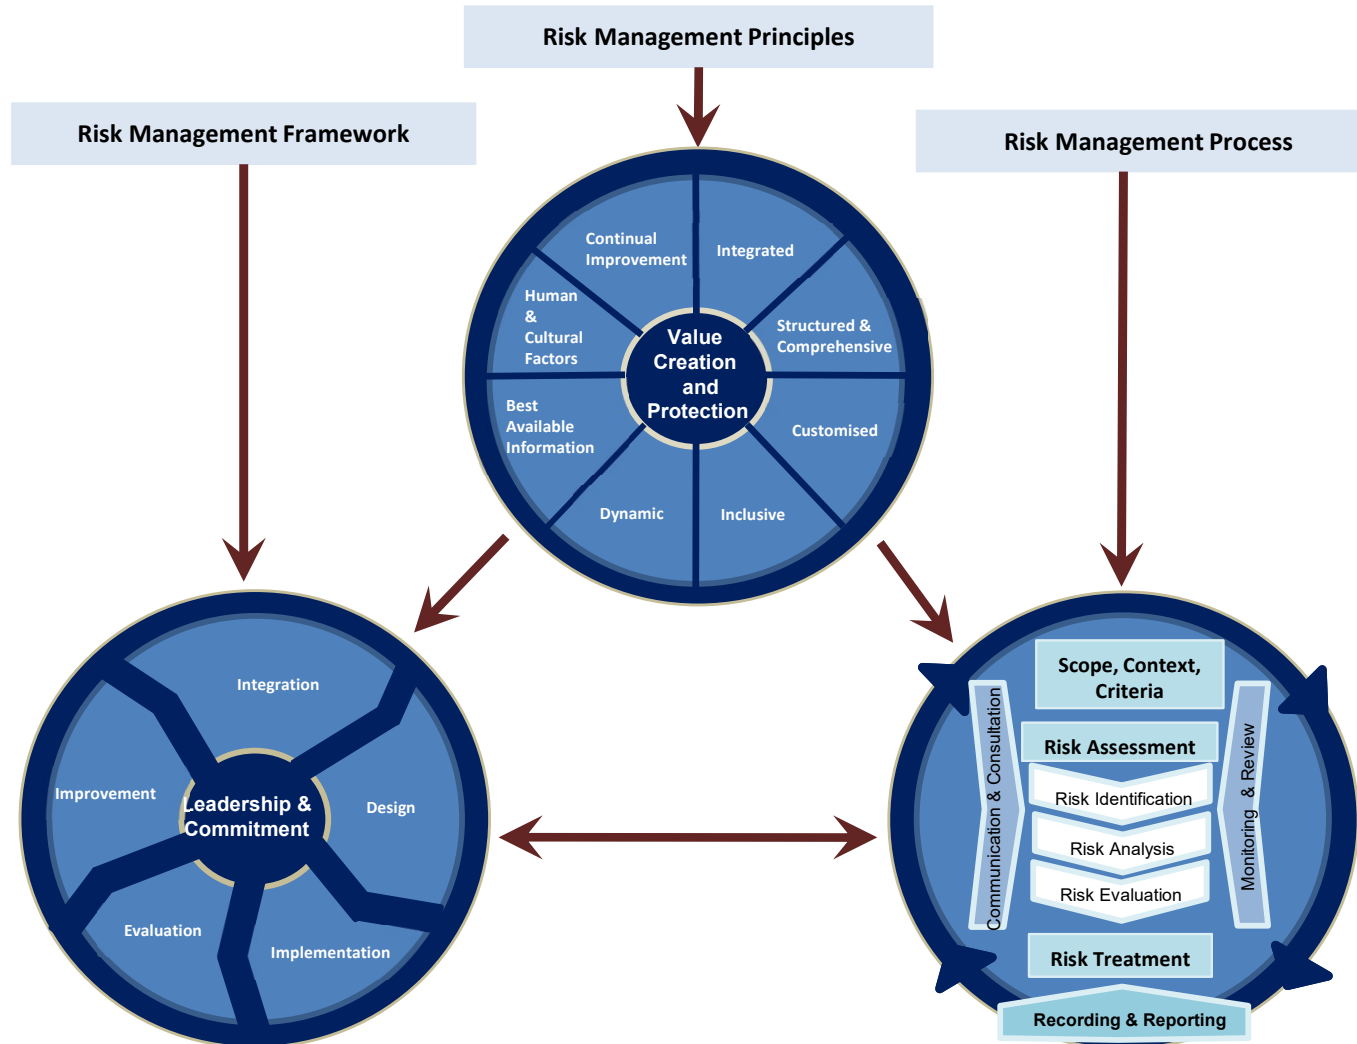 Risk Management Principles
Risk Management Framework
Risk Management Process
Continual
Improvement
Integrated
Human
&
Cultural
Factors
Structured &
Comprehensive
Value
Creation
and
Protection
Best
Available
Information
Customised
Dynamic
Inclusive
Integration
Improvement
Design
Leadership &
Commitment
Evaluation
Implementation
Scope, Context,
Criteria
Communication & Consultation
Monitoring & Review
Risk Assessment
Risk Identification
Risk Analysis
Risk Evaluation
Risk Treatment
Recording & Reporting